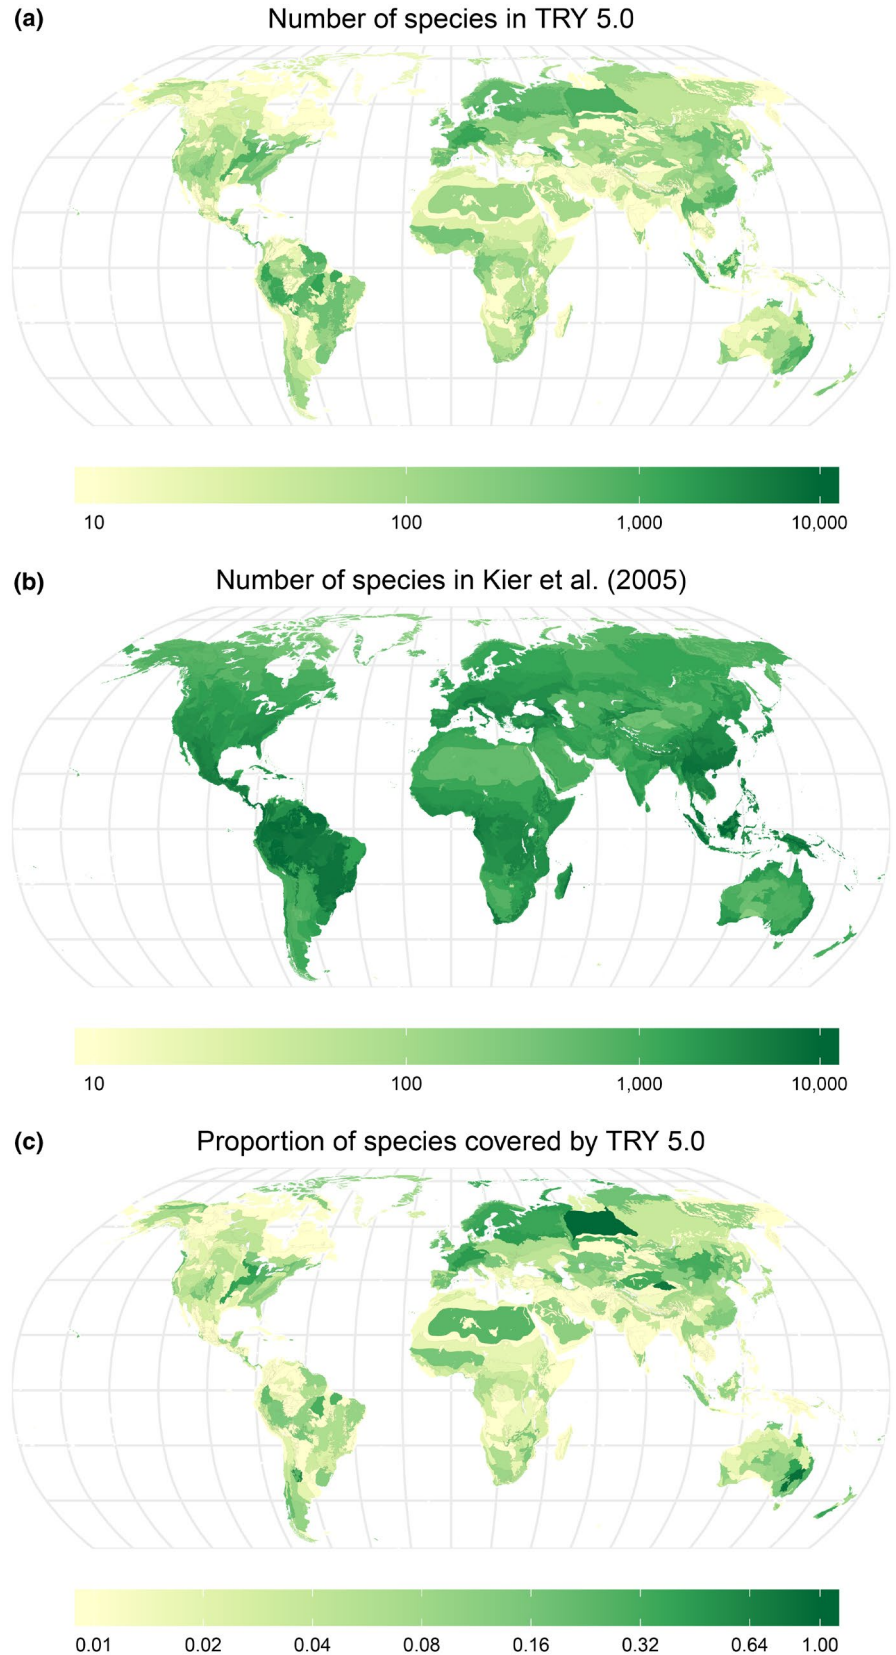 (a) Number of species in TRY 5.0
10 100 1,000 10,000
(b) Number of species in Kier et al. (2005)
10 100 1,000 10,000
(c) Proportion of species covered by TRY 5.0
0.01 0.02 0.04 0.08 0.16 0.32 0.64 1.00